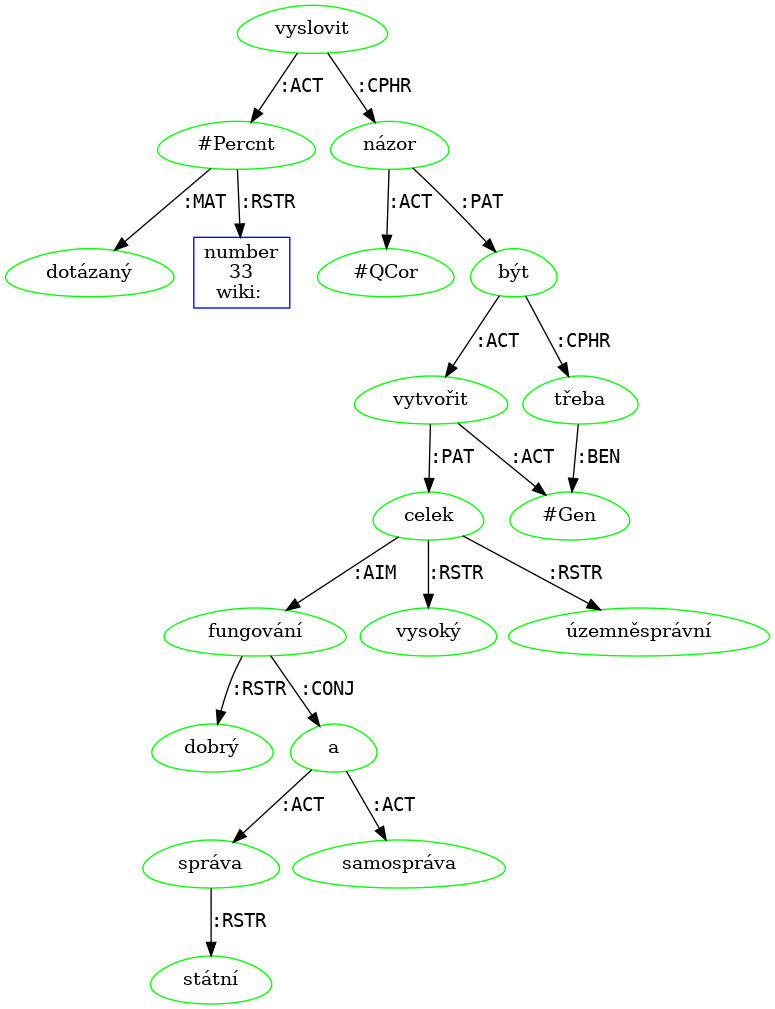 vyslovit
:ACT :CPHR
#Percnt názor
:MAT :RSTR :ACT :PAT
dotázaný number
33
wiki: #QCor být
:ACT :CPHR
vytvořit třeba
:PAT :ACT :BEN
celek #Gen
:AIM :RSTR :RSTR
fungování vysoký územněsprávní
:RSTR :CONJ
dobrý a
:ACT :ACT
správa samospráva
:RSTR
státní